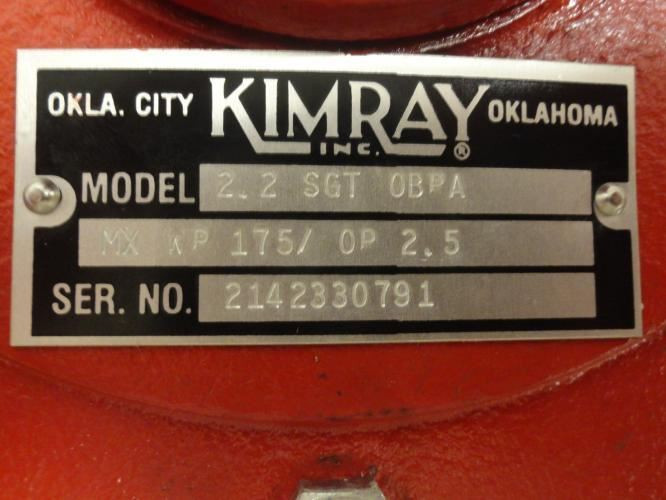 OKLA. CITY KIMRAY OKLAHOMA
INC. ®
MODEL 2.2 SGT OBPA
MX WP 175/ OP 2.5
SER. NO. 2142330791